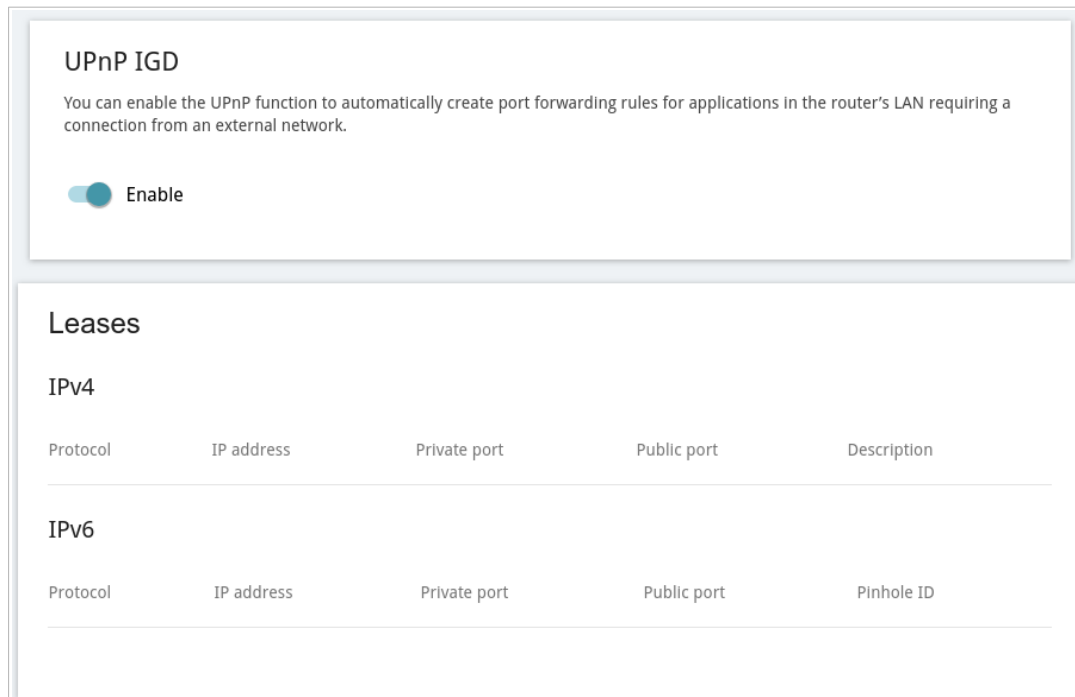 UPnP IGD
You can enable the UPnP function to automatically create port forwarding rules for applications in the router’s LAN requiring a
connection from an external network.
Enable
Leases
IPv4
Protocol IP address Private port Public port Description
IPv6
Protocol IP address Private port Public port Pinhole ID